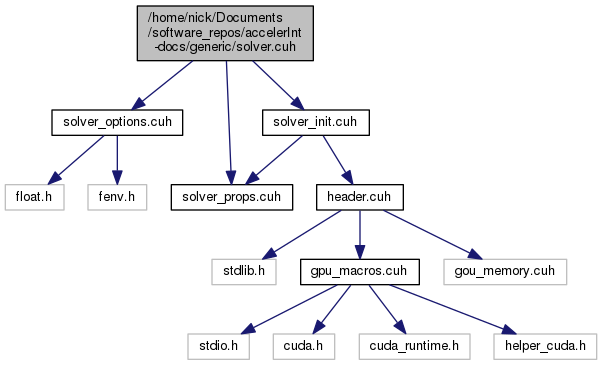 /home/nick/Documents
/software_repos/accelerInt
-docs/generic/solver.cuh
solver_options.cuh
solver_init.cuh
float.h
fenv.h
solver_props.cuh
header.cuh
stdlib.h
gpu_macros.cuh
gou_memory.cuh
stdio.h
cuda.h
cuda_runtime.h
helper_cuda.h